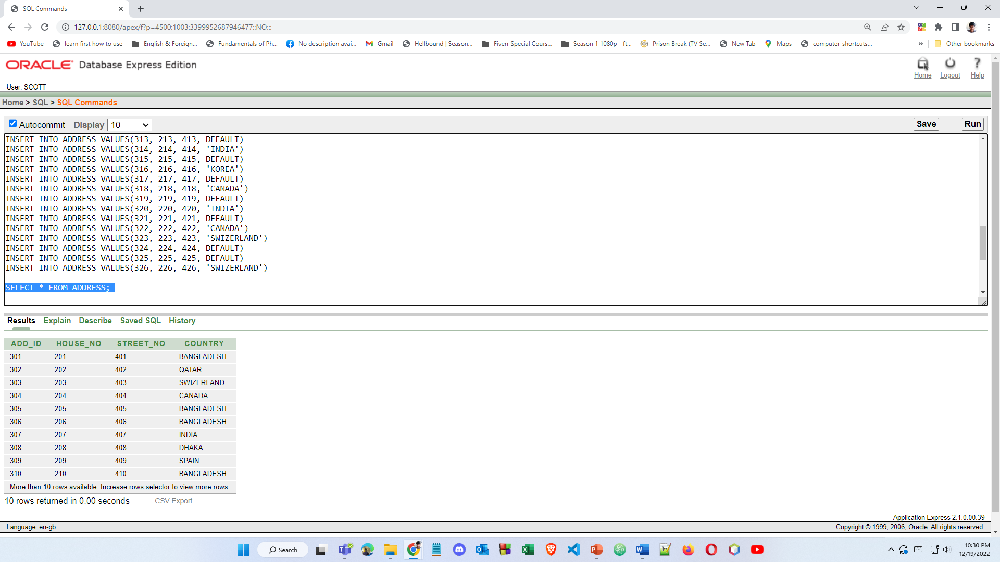 SQL Commands
127.0.0.1:8080/apex/f?p=4500:1003:3399952687946477::NO:::
YouTube learn first how to use English & Foreign... Fundamentals of Ph... No description avai... Gmail Hellbound | Season... Fiverr Special Cours... Season 1 1080p - ft... Prison Break (TV Se... New Tab Maps computer-shortcuts... » Other bookmarks
ORACLE Database Express Edition
Home Logout Help
User: SCOTT
Home > SQL > SQL Commands
Autocommit Display 10 Save Run
INSERT INTO ADDRESS VALUES(313, 213, 413, DEFAULT)
INSERT INTO ADDRESS VALUES(314, 214, 414, 'INDIA')
INSERT INTO ADDRESS VALUES(315, 215, 415, DEFAULT)
INSERT INTO ADDRESS VALUES(316, 216, 416, 'KOREA')
INSERT INTO ADDRESS VALUES(317, 217, 417, DEFAULT)
INSERT INTO ADDRESS VALUES(318, 218, 418, 'CANADA')
INSERT INTO ADDRESS VALUES(319, 219, 419, DEFAULT)
INSERT INTO ADDRESS VALUES(320, 220, 420, 'INDIA')
INSERT INTO ADDRESS VALUES(321, 221, 421, DEFAULT)
INSERT INTO ADDRESS VALUES(322, 222, 422, 'CANADA')
INSERT INTO ADDRESS VALUES(323, 223, 423, 'SWIZERLAND')
INSERT INTO ADDRESS VALUES(324, 224, 424, DEFAULT)
INSERT INTO ADDRESS VALUES(325, 225, 425, DEFAULT)
INSERT INTO ADDRESS VALUES(326, 226, 426, 'SWIZERLAND')
SELECT * FROM ADDRESS;
Results Explain Describe Saved SQL History
ADD_ID HOUSE_NO STREET_NO COUNTRY
301 201 401 BANGLADESH
302 202 402 QATAR
303 203 403 SWIZERLAND
304 204 404 CANADA
305 205 405 BANGLADESH
306 206 406 BANGLADESH
307 207 407 INDIA
308 208 408 DHAKA
309 209 409 SPAIN
310 210 410 BANGLADESH
More than 10 rows available. Increase rows selector to view more rows.
10 rows returned in 0.00 seconds CSV Export
Application Express 2.1.0.00.39
Language: en-gb Copyright © 1999, 2006, Oracle. All rights reserved.
Search
10:30 PM
12/19/2022